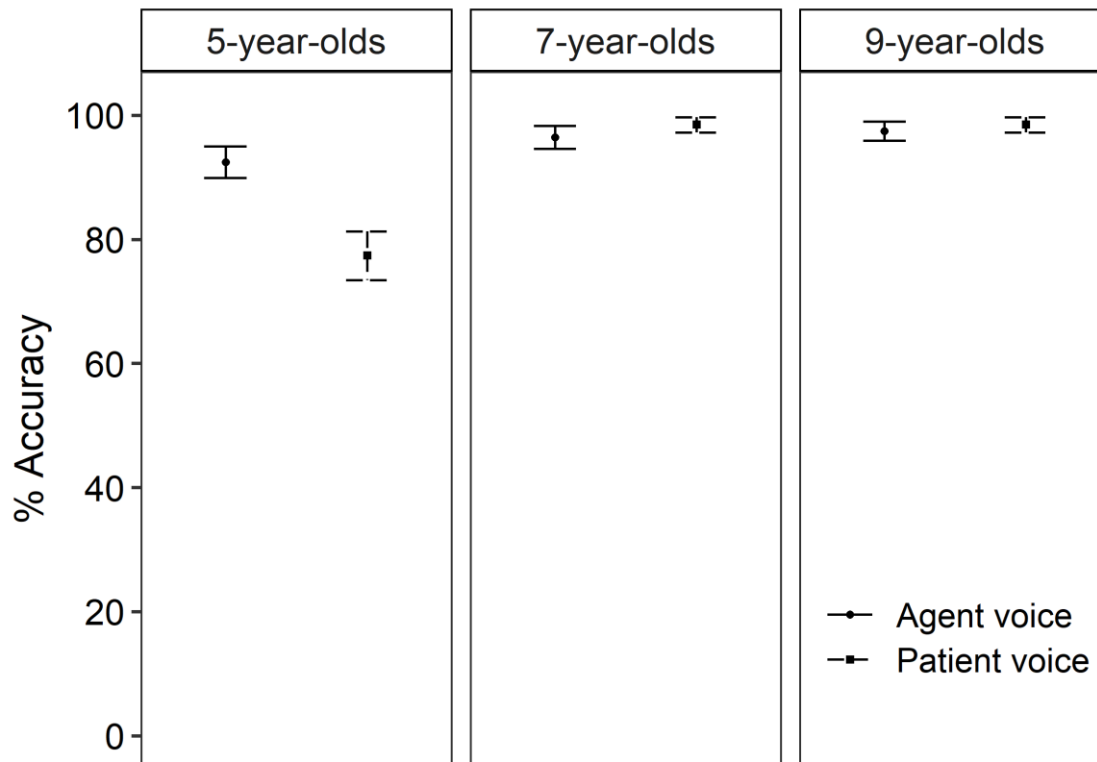 5-year-olds
7-year-olds
9-year-olds
% Accuracy
100
80
60
40
20
0
Agent voice
Patient voice